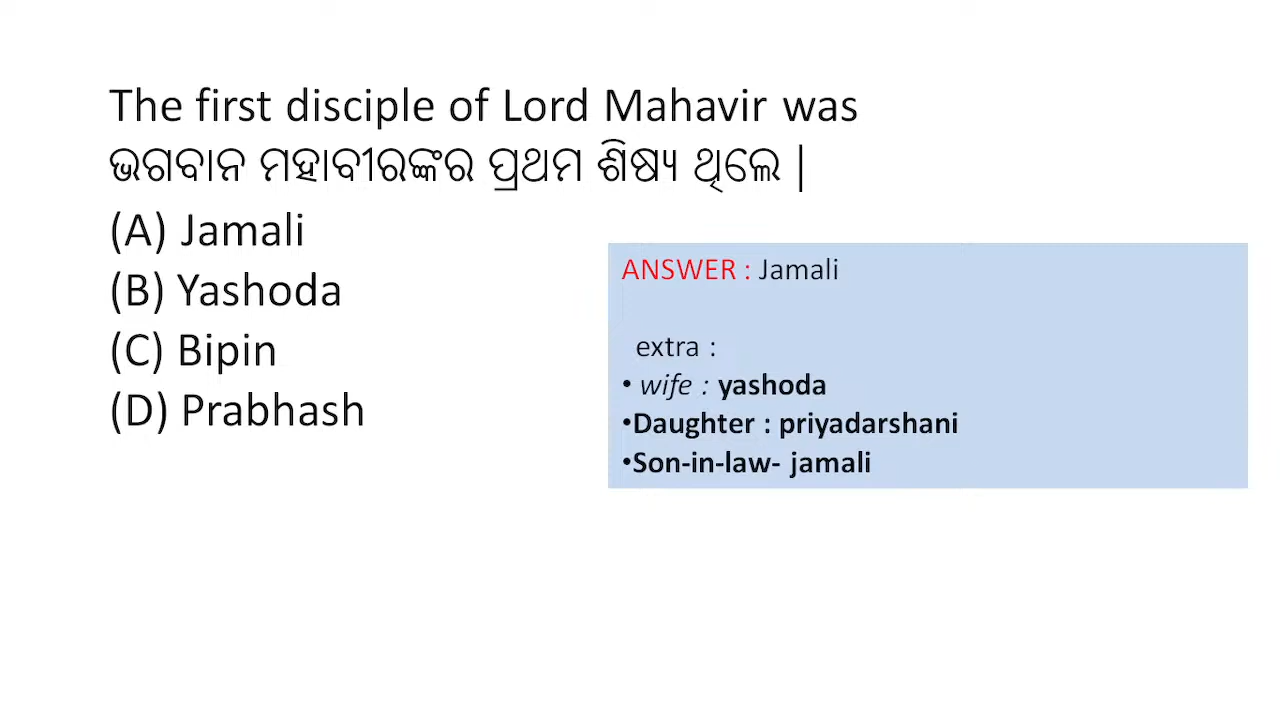 The first disciple of Lord Mahavir was
ଭଗବାନ ମହାବୀରଙ୍କର ପ୍ରଥମ ଶିଷ୍ୟ ଥିଲେ |
(A) Jamali
(B) Yashoda
(C) Bipin
(D) Prabhash
ANSWER : Jamali
extra :
• wife : yashoda
•Daughter : priyadarshani
•Son-in-law- jamali